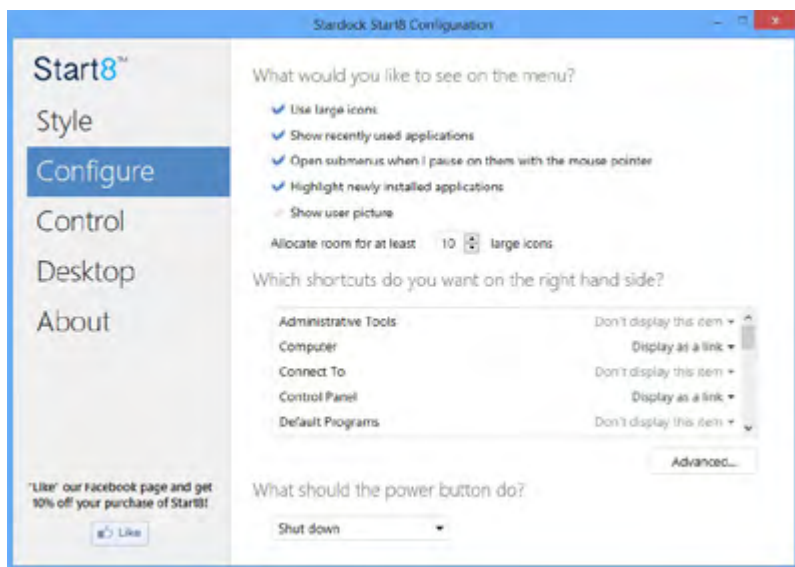 Stardock Start8 Configuration
Start8™
Style
Configure
Control
Desktop
About
"Like" our Facebook page and get
10% off your purchase of Start8!
Like
What would you like to see on the menu?
Use large icons
Show recently used applications
Open submenus when I pause on them with the mouse pointer
Highlight newly installed applications
Show user picture
Allocate room for at least 10 large icons
Which shortcuts do you want on the right hand side?
Administrative Tools Don't display this item
Computer Display as a link
Connect To Don't display this item
Control Panel Display as a link
Default Programs Don't display this item
Advanced...
What should the power button do?
Shut down